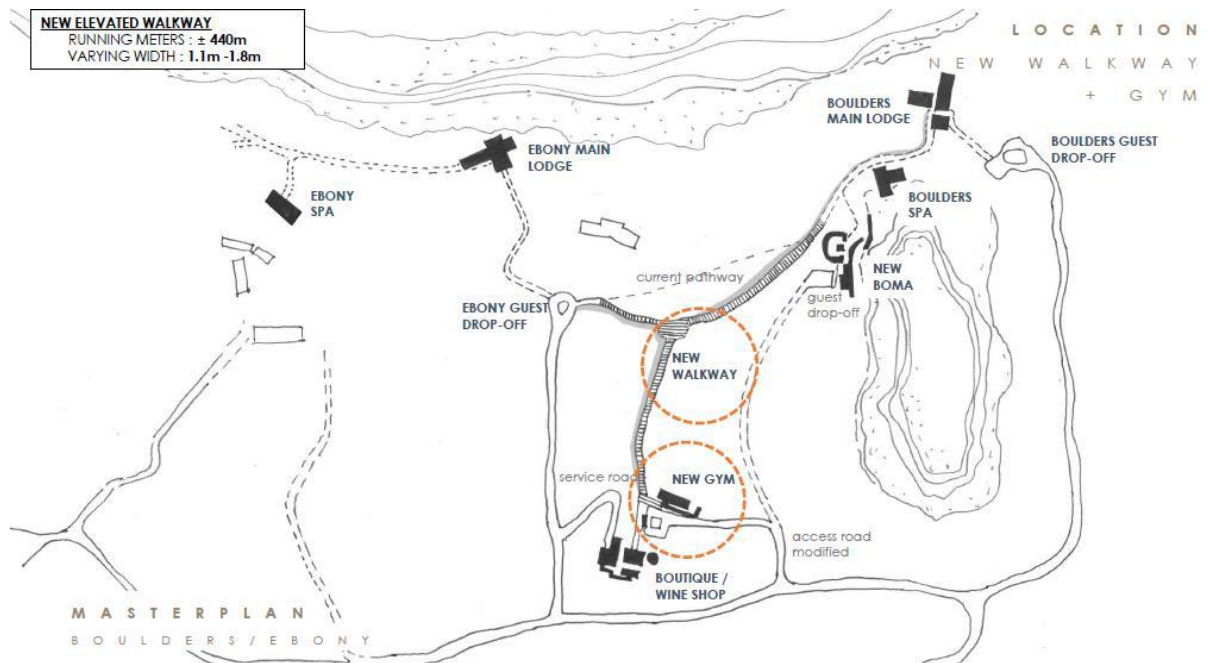 NEW ELEVATED WALKWAY
RUNNING METERS : ± 440m
VARYING WIDTH : 1.1m -1.8m
LOCATION
NEW WALKWAY
+ GYM
BOULDERS
MAIN LODGE
BOULDERS GUEST
DROP-OFF
EBONY MAIN
LODGE
EBONY
SPA
BOULDERS
SPA
current pathway
NEW
BOMA
guest
drop-off
EBONY GUEST
DROP-OFF
NEW
WALKWAY
service road
NEW GYM
access road
modified
BOUTIQUE /
WINE SHOP
MASTERPLAN
BOULDERS/EBONY